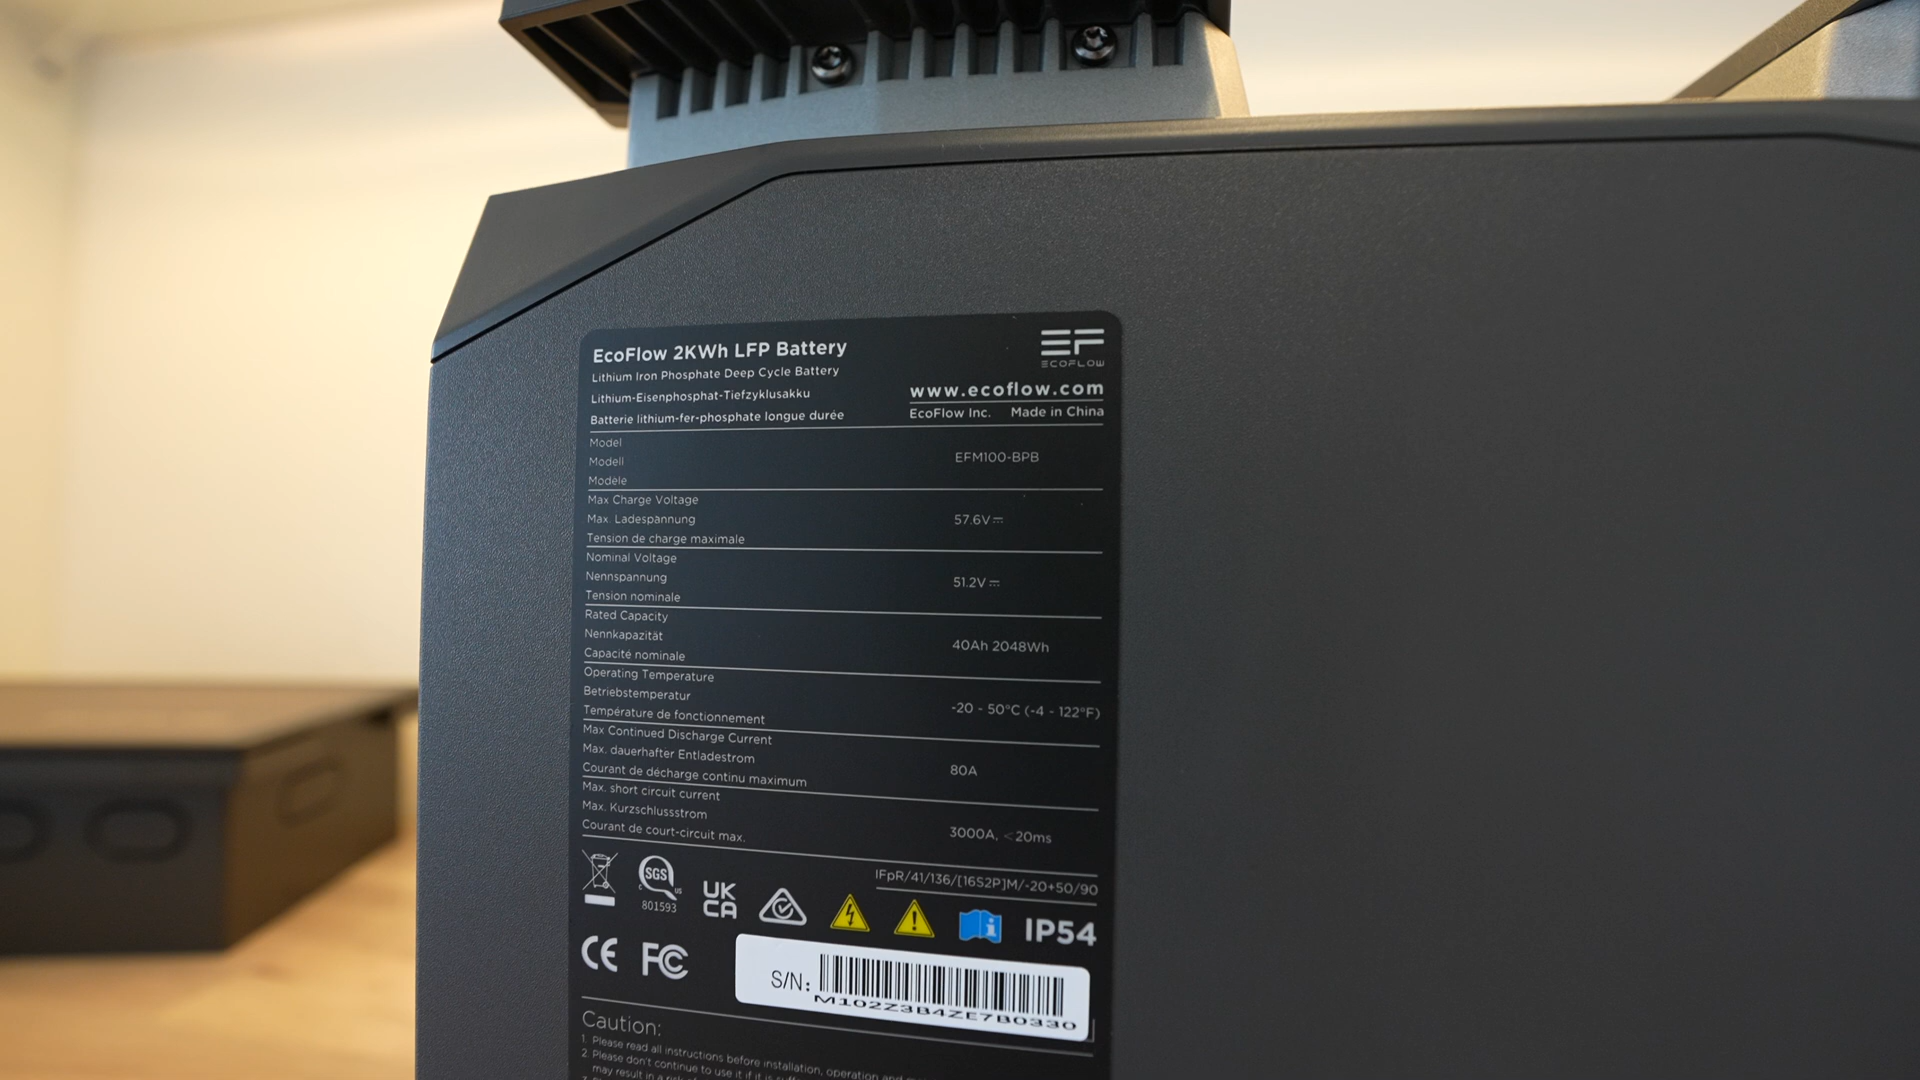 EcoFlow 2KWh LFP Battery
Lithium Iron Phosphate Deep Cycle Battery
Lithium-Eisenphosphat-Tiefzyklusakku
Batterie lithium-fer-phosphate longue durée
EF
ECOFLOW
www.ecoflow.com
EcoFlow Inc. Made in China
Model
Modell
Modèle
EFM100-BPB
Max Charge Voltage
Max. Ladespannung
Tension de charge maximale
57.6V⎓
Nominal Voltage
Nennspannung
Tension nominale
51.2V⎓
Rated Capacity
Nennkapazität
Capacité nominale
40Ah 2048Wh
Operating Temperature
Betriebstemperatur
Température de fonctionnement
-20 - 50°C (-4 - 122°F)
Max Continued Discharge Current
Max. dauerhafter Entladestrom
Courant de décharge continu maximum
80A
Max. short circuit current
Max. Kurzschlussstrom
Courant de court-circuit max.
3000A, <20ms
IFpR/41/136/[16S2P]M/-20+50/90
SGS
c us
801593
UK
CA
IP54
CE FC
S/N:
M102Z3B4ZE7B0330
Caution:
1. Please read all instructions before installation, operation and
2. Please don't continue to use it if it is
may result in a